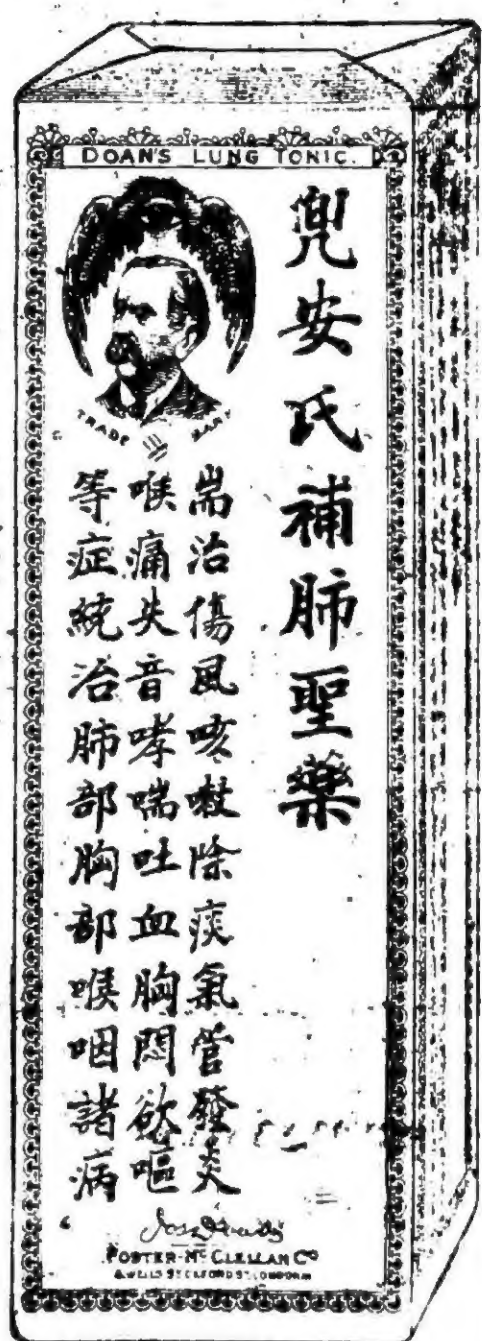 DOAN'S LUNG TONIC.
兜安氏補肺聖藥
TRADE MARK
耑治傷風咳嗽除痰氣管發炎
喉痛失音哮喘吐血胸悶欲嘔
等症統治肺部胸部喉咽諸病
FOSTER-McCLELLAN Co